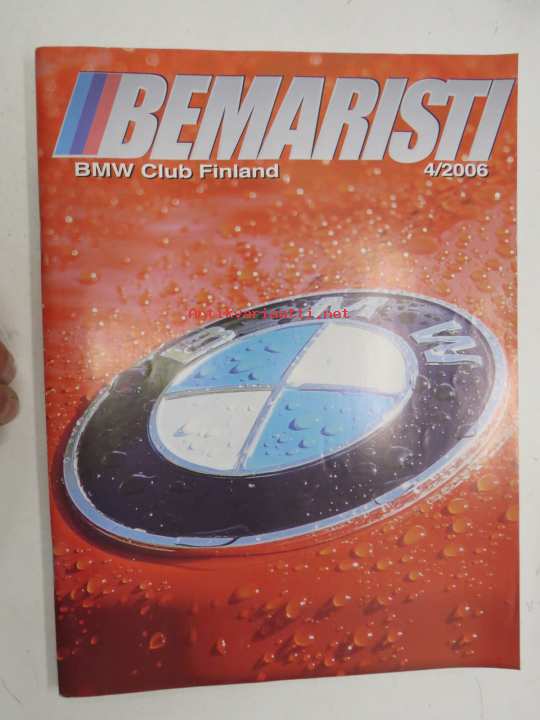 BEMARISTI
BMW Club Finland 4/2006
Antikvariaatti.net
BMW